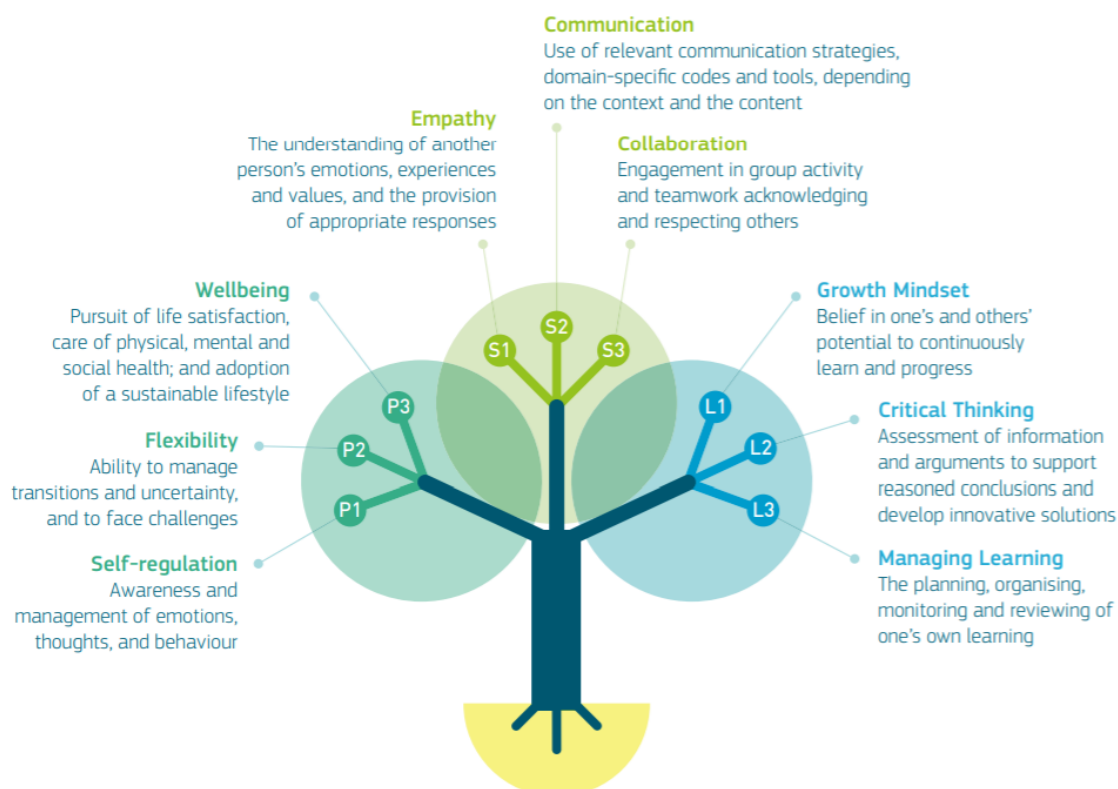 Communication
Use of relevant communication strategies,
domain-specific codes and tools, depending
on the context and the content
Empathy
The understanding of another
person's emotions, experiences
and values, and the provision
of appropriate responses
Collaboration
Engagement in group activity
and teamwork acknowledging
and respecting others
Wellbeing
Pursuit of life satisfaction,
care of physical, mental and
social health; and adoption
of a sustainable lifestyle
Flexibility
Ability to manage
transitions and uncertainty,
and to face challenges
Self-regulation
Awareness and
management of emotions,
thoughts, and behaviour
P3
P2
P1
S1
S2
S3
L1
L2
L3
Growth Mindset
Belief in one's and others'
potential to continuously
learn and progress
Critical Thinking
Assessment of information
and arguments to support
reasoned conclusions and
develop innovative solutions
Managing Learning
The planning, organising,
monitoring and reviewing of
one's own learning